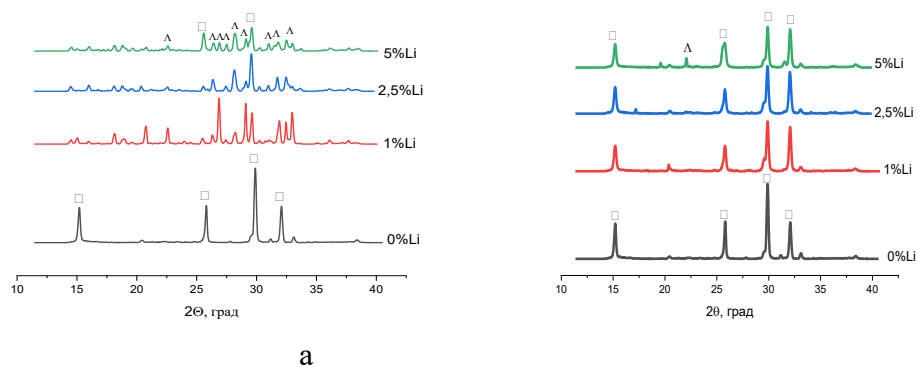 □ Λ □
Λ Λ Λ Λ Λ Λ Λ Λ Λ
5%Li
2,5%Li
1%Li
□ □ □ □
0%Li
10 15 20 25 30 35 40
2Θ, град
а
□ Λ □ □ □
5%Li
2,5%Li
1%Li
□ □ □ □
0%Li
10 15 20 25 30 35 40
2θ, град